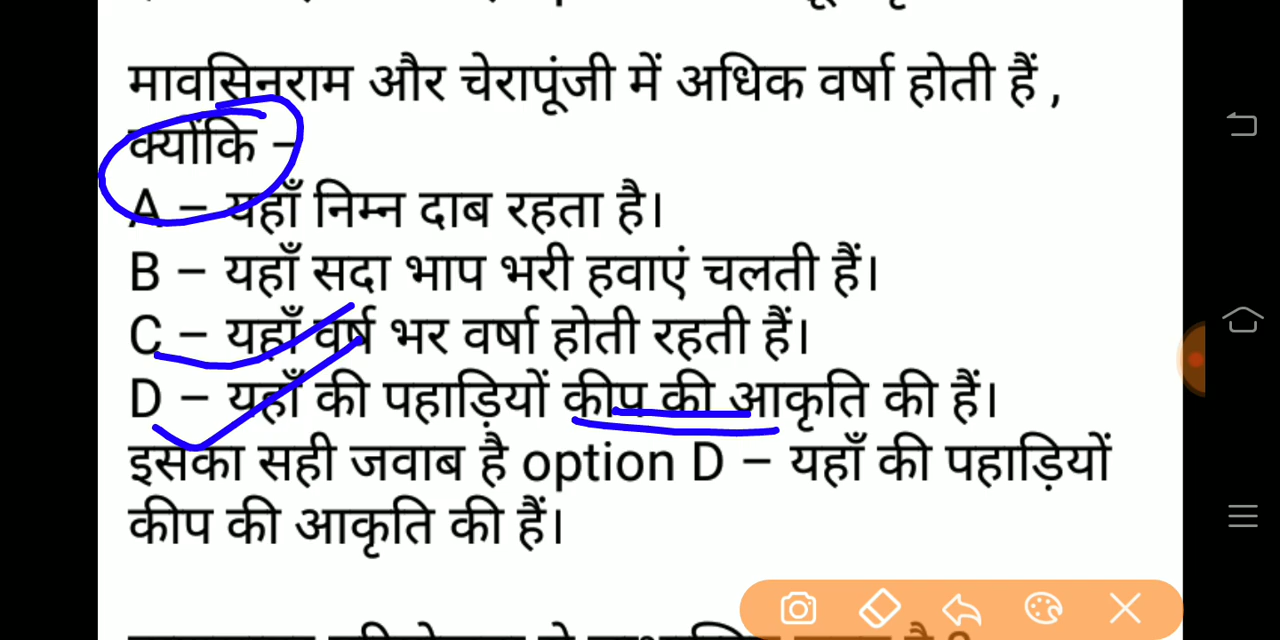 मावसिनराम और चेरापूंजी में अधिक वर्षा होती हैं ,
क्योंकि –
A – यहाँ निम्न दाब रहता है।
B – यहाँ सदा भाप भरी हवाएं चलती हैं।
C – यहाँ वर्ष भर वर्षा होती रहती हैं।
D – यहाँ की पहाड़ियों कीप की आकृति की हैं।
इसका सही जवाब है option D – यहाँ की पहाड़ियों
कीप की आकृति की हैं।